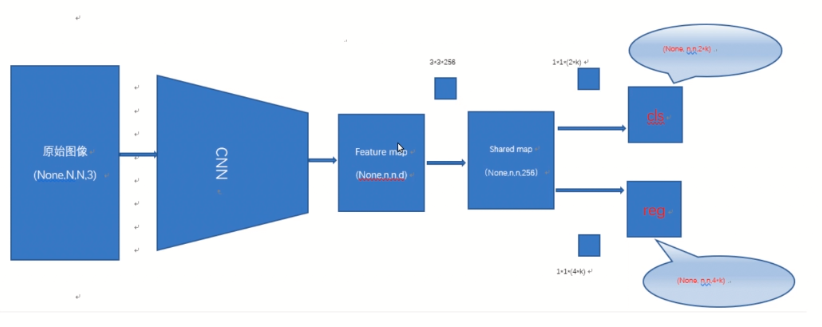 原始图像
(None,N,N,3)
CNN
Feature map
(None,n,n,d)
3*3*256
Shared map
(None,n,n,256)
1*1*(2*k)
cls
(None, n,n,2*k)
1*1*(4*k)
reg
(None, n,n,4*k)